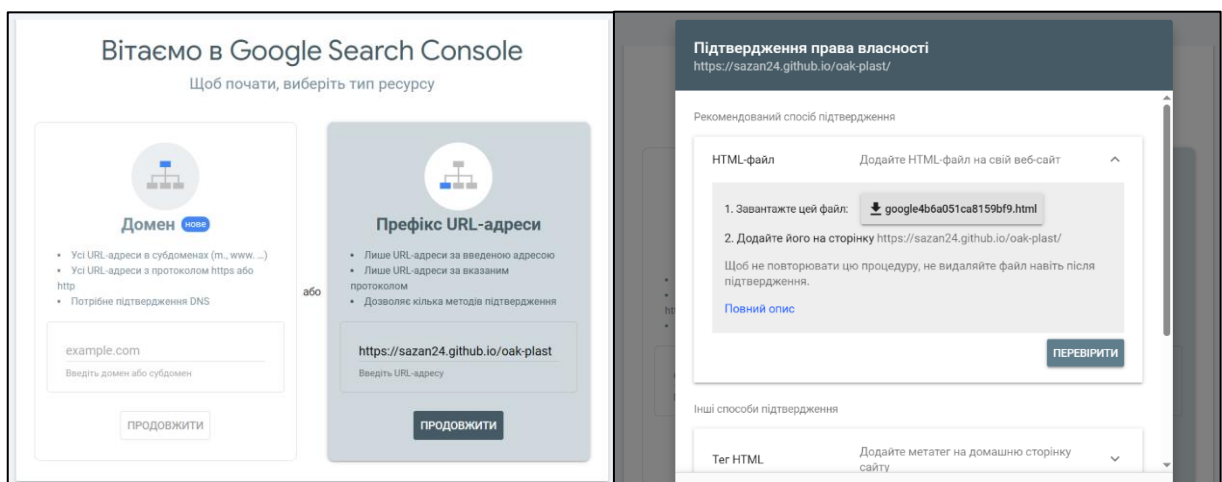 Вітаємо в Google Search Console
Щоб почати, виберіть тип ресурсу
Домен нове
Усі URL-адреси в субдоменах (m., www. ...)
Усі URL-адреси з протоколом https або
http
Потрібне підтвердження DNS
example.com
Введіть домен або субдомен
ПРОДОВЖИТИ
або
Префікс URL-адреси
Лише URL-адреси за введеною адресою
Лише URL-адреси за вказаним
протоколом
Дозволяє кілька методів підтвердження
https://sazan24.github.io/oak-plast
Введіть URL-адресу
ПРОДОВЖИТИ
Підтвердження права власності
https://sazan24.github.io/oak-plast/
Рекомендований спосіб підтвердження
HTML-файл Додайте HTML-файл на свій веб-сайт
1. Завантажте цей файл: google4b6a051ca8159bf9.html
2. Додайте його на сторінку https://sazan24.github.io/oak-plast/
Щоб не повторювати цю процедуру, не видаляйте файл навіть після
підтвердження.
Повний опис
ПЕРЕВІРИТИ
Інші способи підтвердження
Тег HTML Додайте метатег на домашню сторінку
сайту